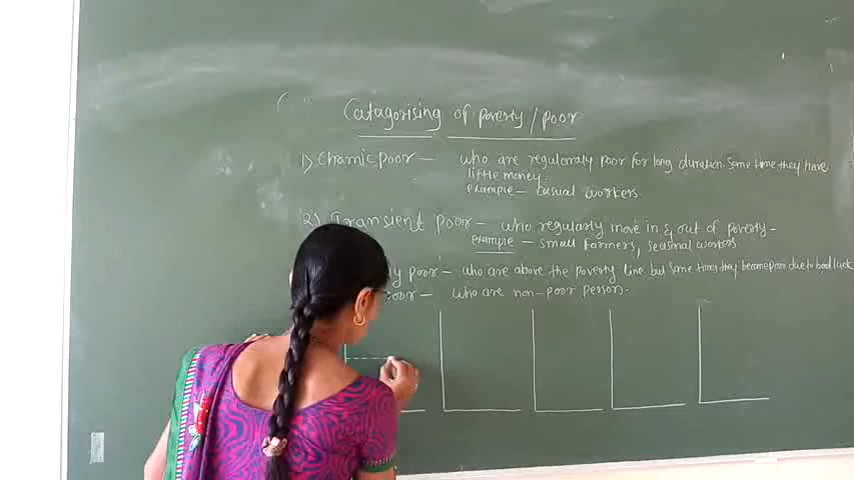 Catagorising of poverty / poor
1) Chronic poor — who are regularaty poor for long duration. Some time they have
little money.
example — casual workers.
2) Transient poor — who regularly move in & out of poverty -
example — small farmers, seasonal workers
poor — who are above the poverty line but some times they became poor due to bad luck
poor — who are non-poor person.